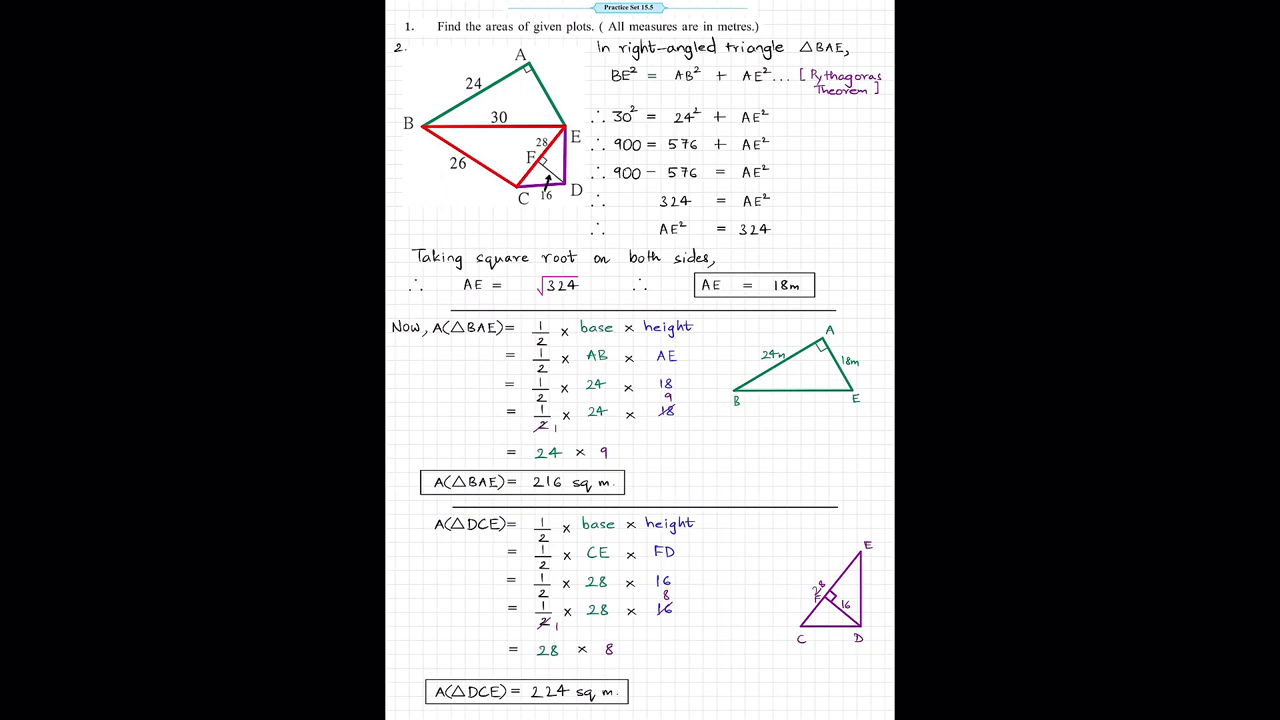 Practice Set 15.5
1. Find the areas of given plots. ( All measures are in metres.)
2.
A
24
B
30
E
28
F
26
C
16
D
In right-angled triangle △BAE,
BE² = AB² + AE² ... [Pythagoras Theorem]
∴ 30² = 24² + AE²
∴ 900 = 576 + AE²
∴ 900 - 576 = AE²
∴ 324 = AE²
∴ AE² = 324
Taking square root on both sides,
∴ AE = √324 ∴ AE = 18m
Now, A(△BAE) = 1/2 × base × height
= 1/2 × AB × AE
= 1/2 × 24 × 18
9
= 1/2 × 24 × 18
1
= 24 × 9
A(△BAE) = 216 sq m.
A
24m
18m
B
E
A(△DCE) = 1/2 × base × height
= 1/2 × CE × FD
= 1/2 × 28 × 16
8
= 1/2 × 28 × 16
1
= 28 × 8
A(△DCE) = 224 sq m.
E
28
F
16
C
D